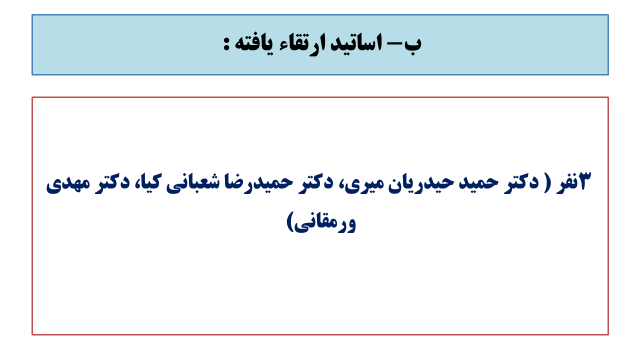 ب– اساتید ارتقاء یافته :
۳نفر ( دکتر حمید حیدریان میری، دکتر حمیدرضا شعبانی کیا، دکتر مهدی
ورمقانی)